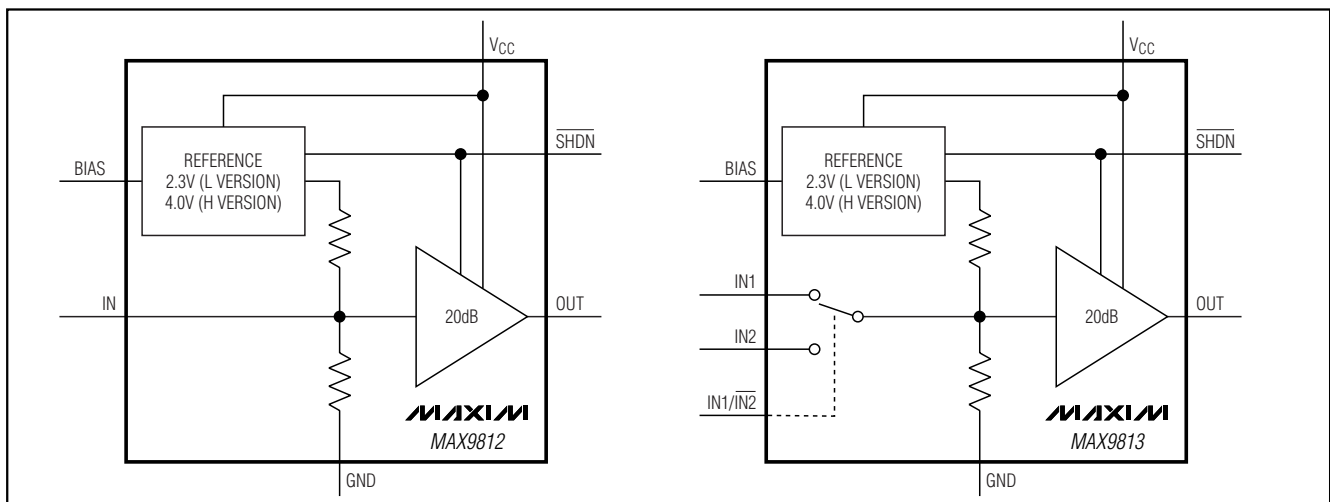 VCC
SHDN
BIAS
REFERENCE
2.3V (L VERSION)
4.0V (H VERSION)
IN
20dB
OUT
MAXIM
MAX9812
GND
VCC
SHDN
BIAS
REFERENCE
2.3V (L VERSION)
4.0V (H VERSION)
IN1
IN2
IN1/IN2
20dB
OUT
MAXIM
MAX9813
GND